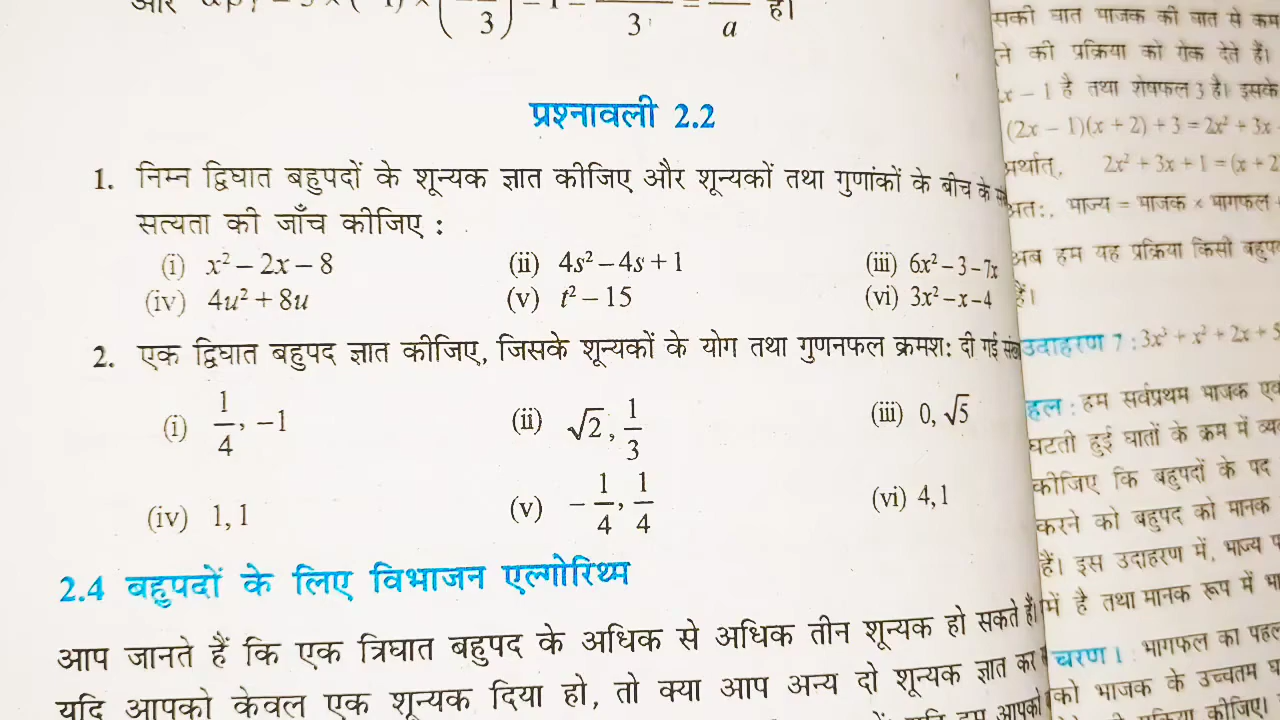 प्रश्नावली 2.2
1. निम्न द्विघात बहुपदों के शून्यक ज्ञात कीजिए और शून्यकों तथा गुणांकों के बीच के
सत्यता की जाँच कीजिए :
(i) x² – 2x – 8 (ii) 4s² – 4s + 1 (iii) 6x² – 3 – 7x
(iv) 4u² + 8u (v) t² – 15 (vi) 3x² – x – 4
2. एक द्विघात बहुपद ज्ञात कीजिए, जिसके शून्यकों के योग तथा गुणनफल क्रमश: दी गई
(i) 1/4, –1 (ii) √2, 1/3 (iii) 0, √5
(iv) 1, 1 (v) –1/4, 1/4 (vi) 4, 1
2.4 बहुपदों के लिए विभाजन एल्गोरिथ्म
आप जानते हैं कि एक त्रिघात बहुपद के अधिक से अधिक तीन शून्यक हो सकते हैं।
यदि आपको केवल एक शून्यक दिया हो, तो क्या आप अन्य दो शून्यक ज्ञात कर
घात भाजक की घात से कम
की प्रक्रिया को रोक देते हैं।
x – 1 है तथा शेषफल 3 है। इसके
(2x – 1)(x + 2) + 3 = 2x² + 3x
अर्थात्, 2x² + 3x + 1 = (x + 2
अत:, भाज्य = भाजक × भागफल
अब हम यह प्रक्रिया किसी
हैं।
उदाहरण 7 : 3x³ + x² + 2x + 5
हल : हम सर्वप्रथम भाजक
घटती हुई घातों के क्रम में
कीजिए कि बहुपदों के पद
करने को बहुपद को मानक
हैं। इस उदाहरण में, भाज्य
में है तथा मानक रूप में
चरण 1 : भागफल का
को भाजक के उच्चतम
कीजिए।